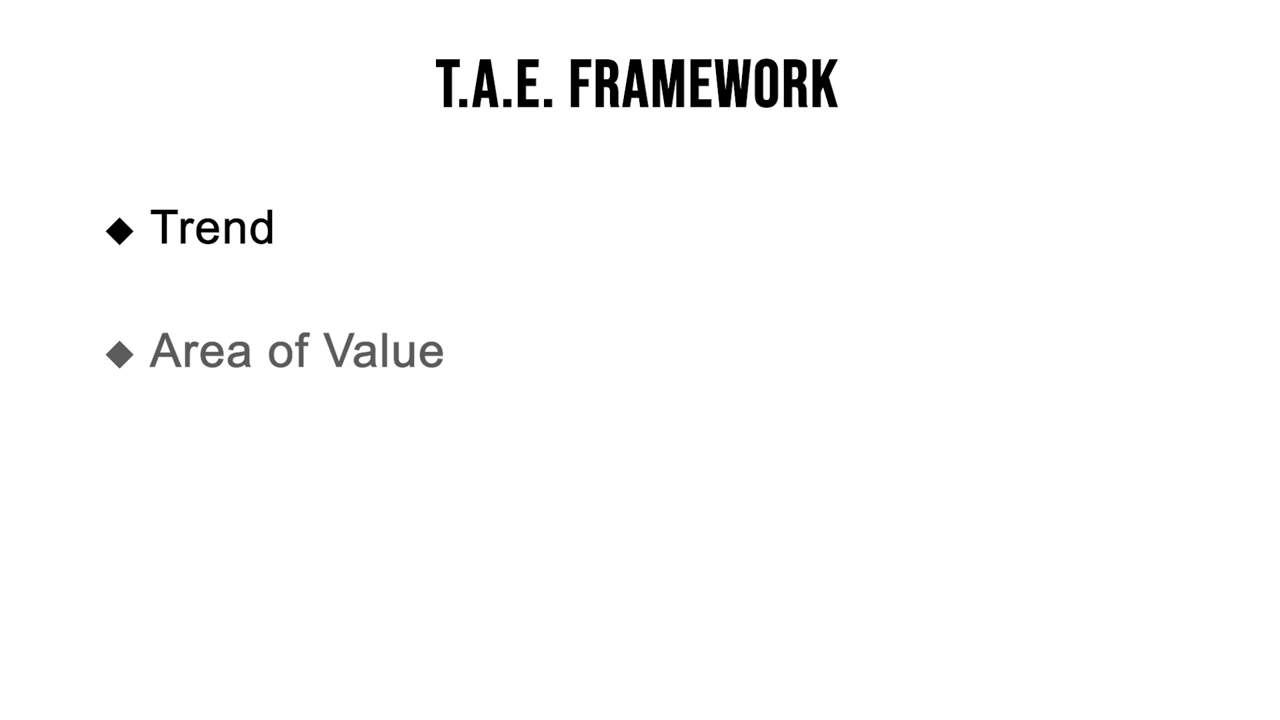 T.A.E. FRAMEWORK
◆ Trend
◆ Area of Value